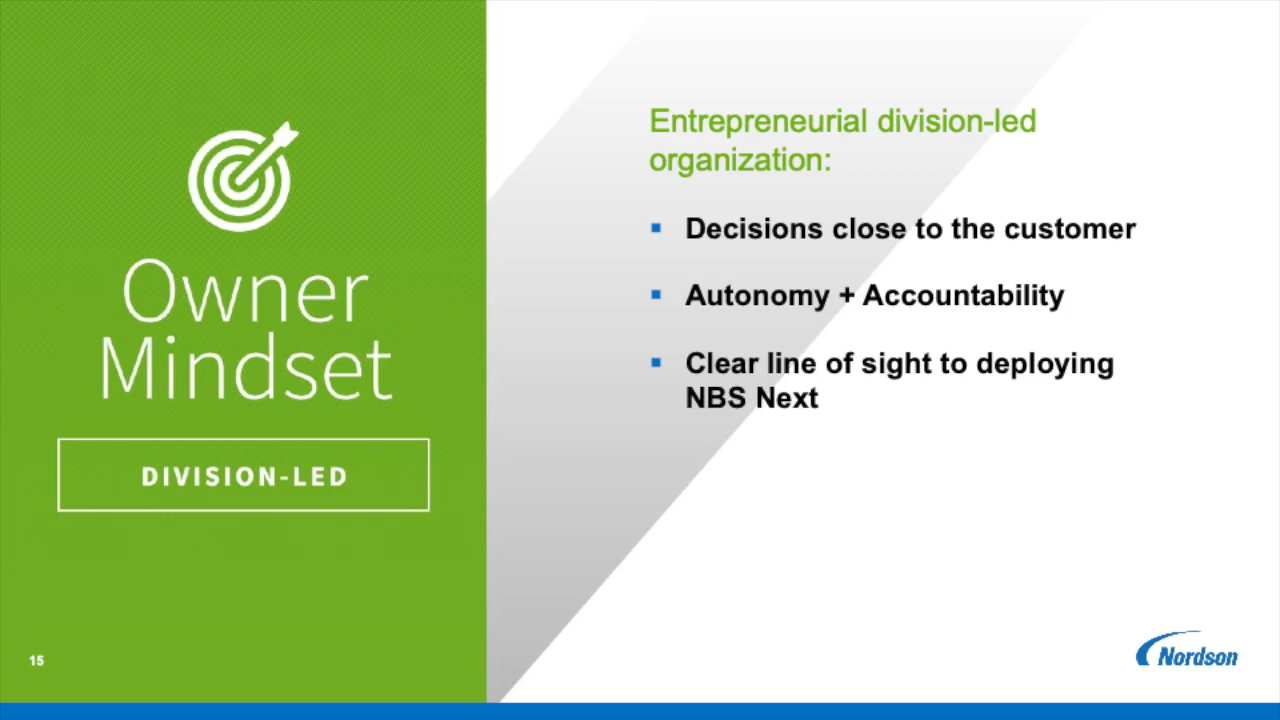 Owner
Mindset
DIVISION-LED
Entrepreneurial division-led
organization:
▪ Decisions close to the customer
▪ Autonomy + Accountability
▪ Clear line of sight to deploying
NBS Next
15
Nordson